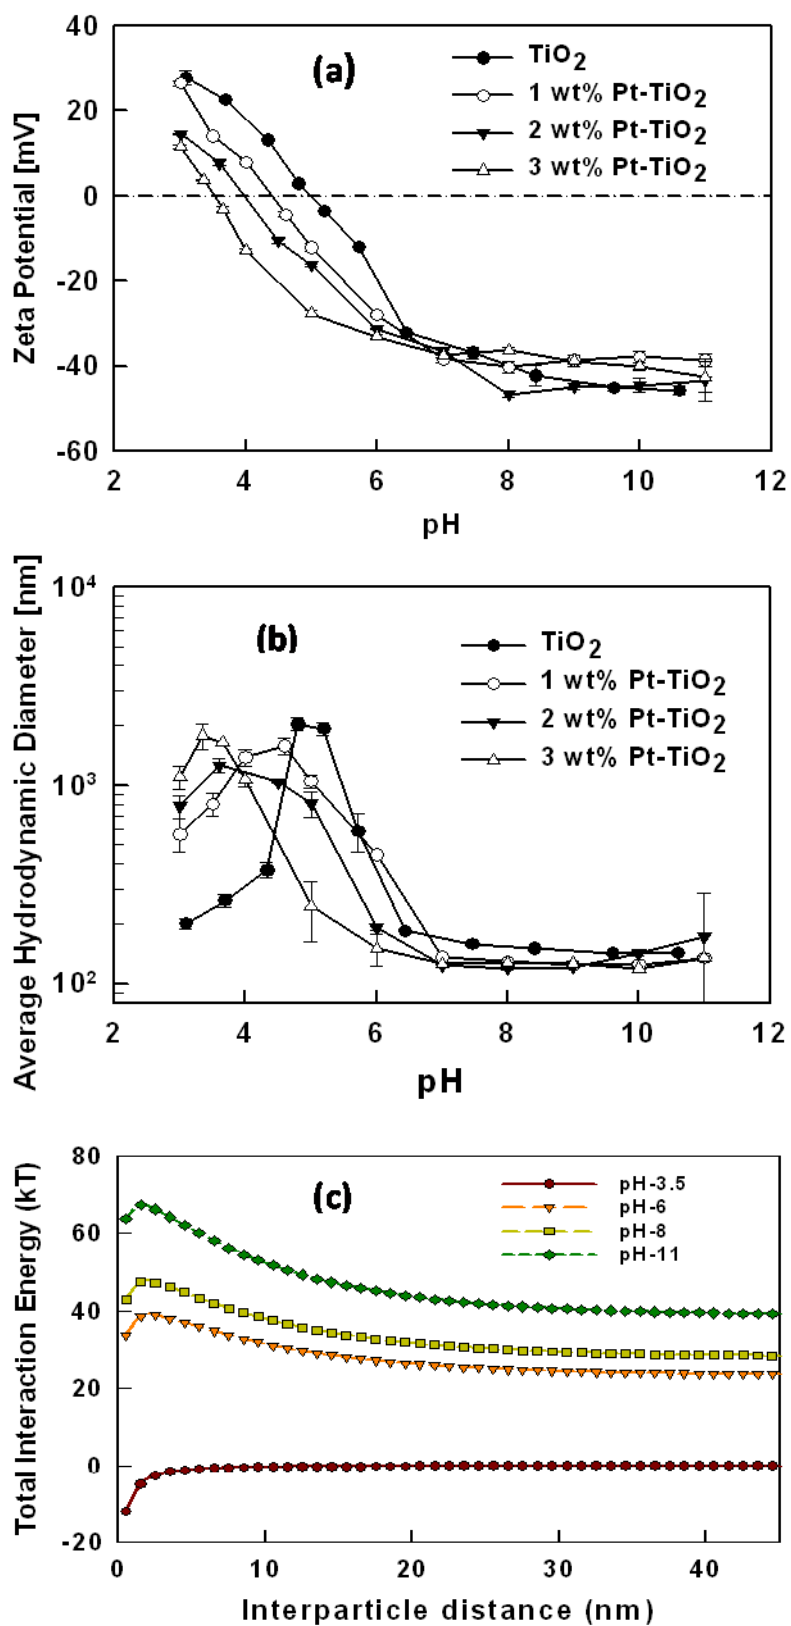 40
20
0
-20
-40
-60
Zeta Potential [mV]
(a)
TiO2
1 wt% Pt-TiO2
2 wt% Pt-TiO2
3 wt% Pt-TiO2
2 4 6 8 10 12
pH
10^4
10^3
10^2
Average Hydrodynamic Diameter [nm]
(b)
TiO2
1 wt% Pt-TiO2
2 wt% Pt-TiO2
3 wt% Pt-TiO2
2 4 6 8 10 12
pH
80
60
40
20
0
-20
Total Interaction Energy (kT)
(c)
pH-3.5
pH-6
pH-8
pH-11
0 10 20 30 40
Interparticle distance (nm)